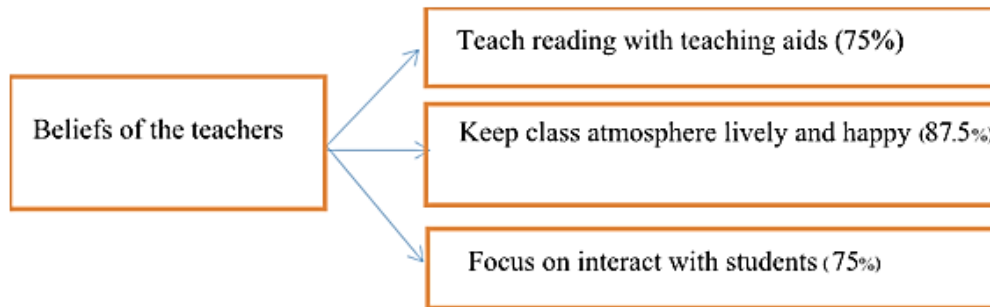 Teach reading with teaching aids (75%)
Beliefs of the teachers
Keep class atmosphere lively and happy (87.5%)
Focus on interact with students (75%)